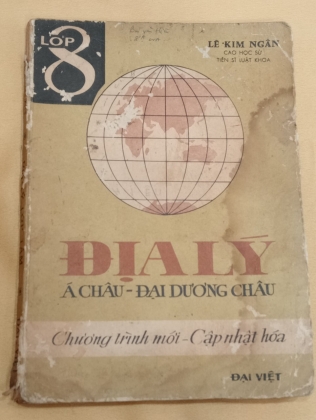 LỚP
8
LÊ KIM NGÂN
CAO HỌC SỬ
TIẾN SĨ LUẬT KHOA
ĐỊA LÝ
Á CHÂU - ĐẠI DƯƠNG CHÂU
Chương trình mới - Cập nhật hóa
ĐẠI VIỆT